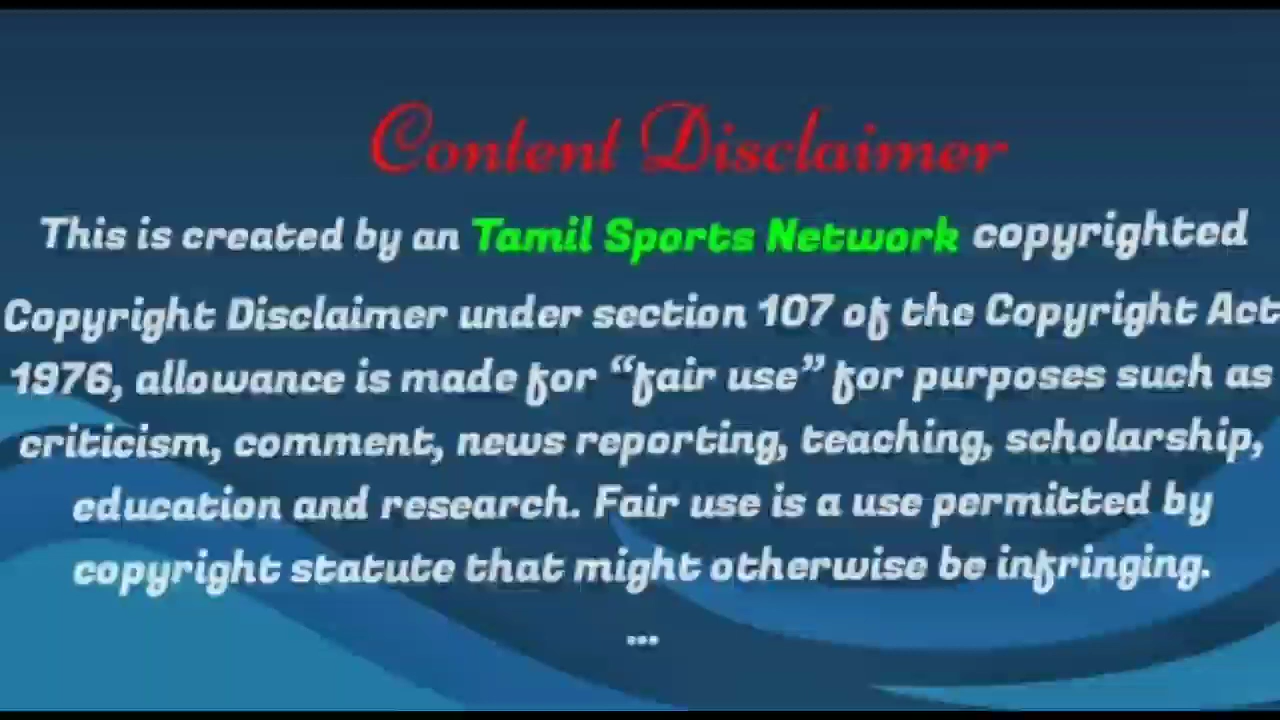 Content Disclaimer
This is created by an Tamil Sports Network copyrighted
Copyright Disclaimer under section 107 of the Copyright Act
1976, allowance is made for “fair use” for purposes such as
criticism, comment, news reporting, teaching, scholarship,
education and research. Fair use is a use permitted by
copyright statute that might otherwise be infringing.
...